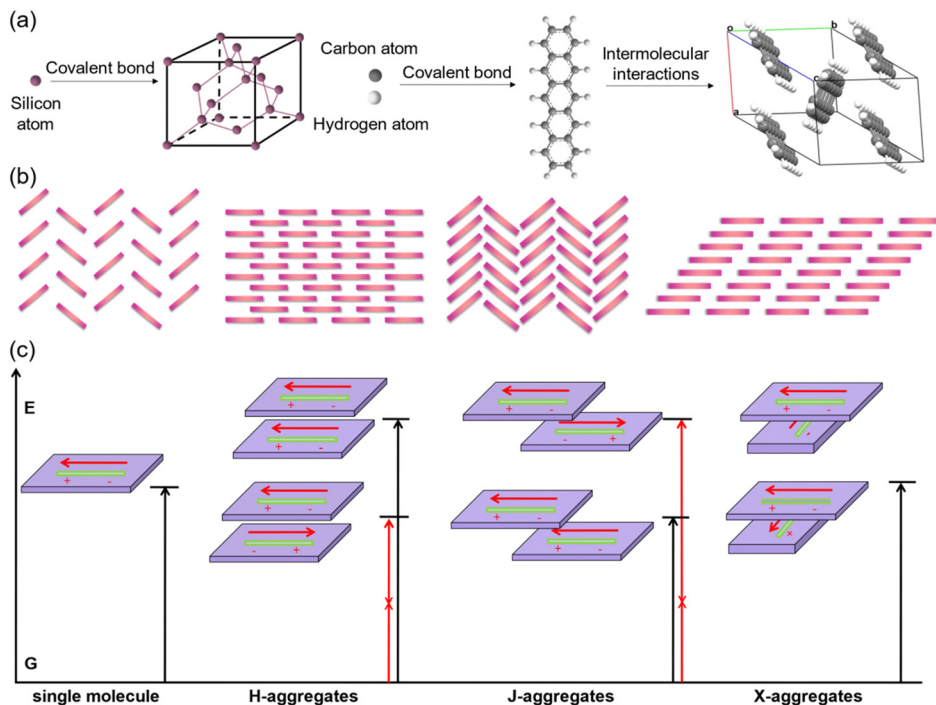 (a)
Silicon
atom
Covalent bond
Carbon atom
Hydrogen atom
Covalent bond
Intermolecular
interactions
o
b
c
a
(b)
(c)
E
G
+ -
+ -
+ -
+ -
- +
+ -
- +
+ -
+ -
+ -
-
+ -
+
single molecule
H-aggregates
J-aggregates
X-aggregates